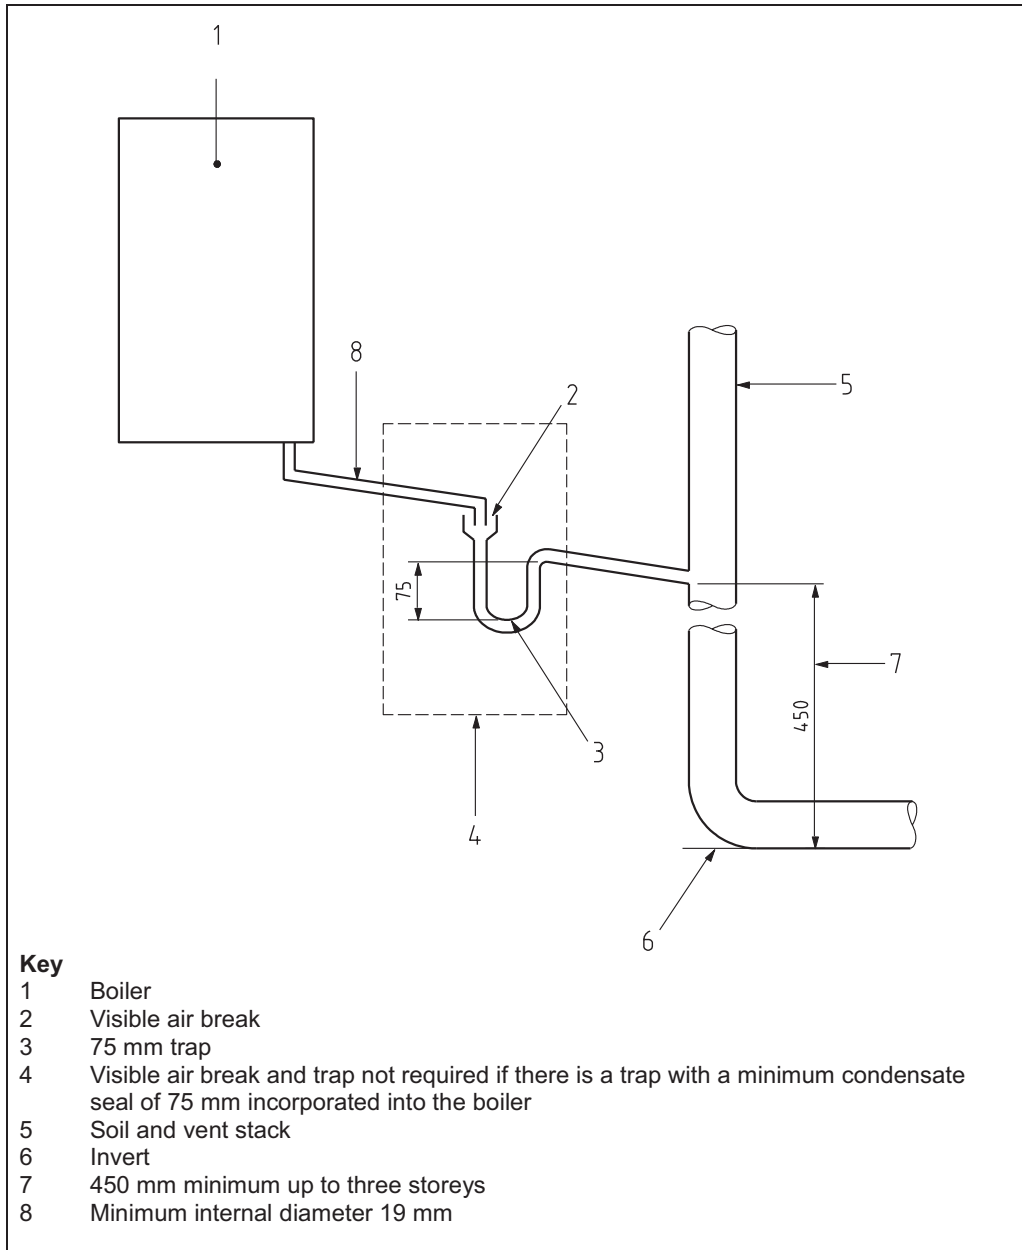 1
8
2
5
75
7
450
3
4
6
Key
1 Boiler
2 Visible air break
3 75 mm trap
4 Visible air break and trap not required if there is a trap with a minimum condensate
seal of 75 mm incorporated into the boiler
5 Soil and vent stack
6 Invert
7 450 mm minimum up to three storeys
8 Minimum internal diameter 19 mm